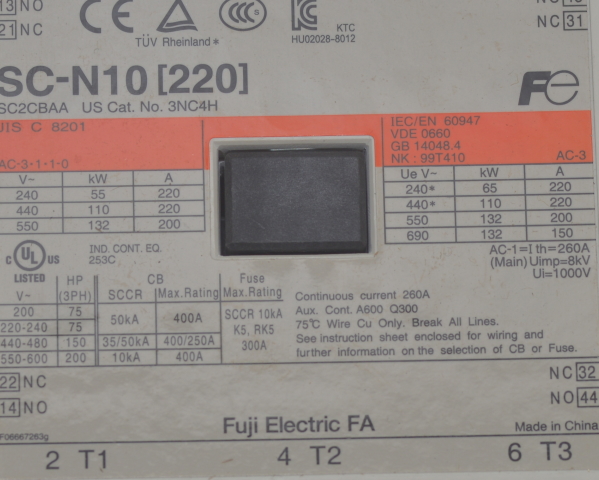 13 NO
21 NC
CE
TÜV Rheinland*
CCC S
KC
KTC
HU02028-8012
NC 31
SC-N10 [220]
SC2CBAA US Cat. No. 3NC4H
Fe
JIS C 8201
AC-3-1-1-0
V~ kW A
240 55 220
440 110 220
550 132 200
IEC/EN 60947
VDE 0660
GB 14048.4
NK : 99T410 AC-3
Ue V~ kW A
240* 65 220
440* 110 220
550 132 200
690 132 150
AC-1=Ith=260A
(Main) Uimp=8kV
Ui=1000V
C UL US
LISTED
IND. CONT. EQ.
253C
V~ HP (3PH) CB SCCR Max.Rating Fuse Max.Rating
200 75 50kA 400A SCCR 10kA
220-240 75 K5, RK5
440-480 150 35/50kA 400/250A 300A
550-600 200 10kA 400A
Continuous current 260A
Aux. Cont. A600 Q300
75℃ Wire Cu Only. Break All Lines.
See instruction sheet enclosed for wiring and
further information on the selection of CB or Fuse.
22 NC
14 NO
NC 32
NO 44
F06667263g
Fuji Electric FA
Made in China
2 T1 4 T2 6 T3